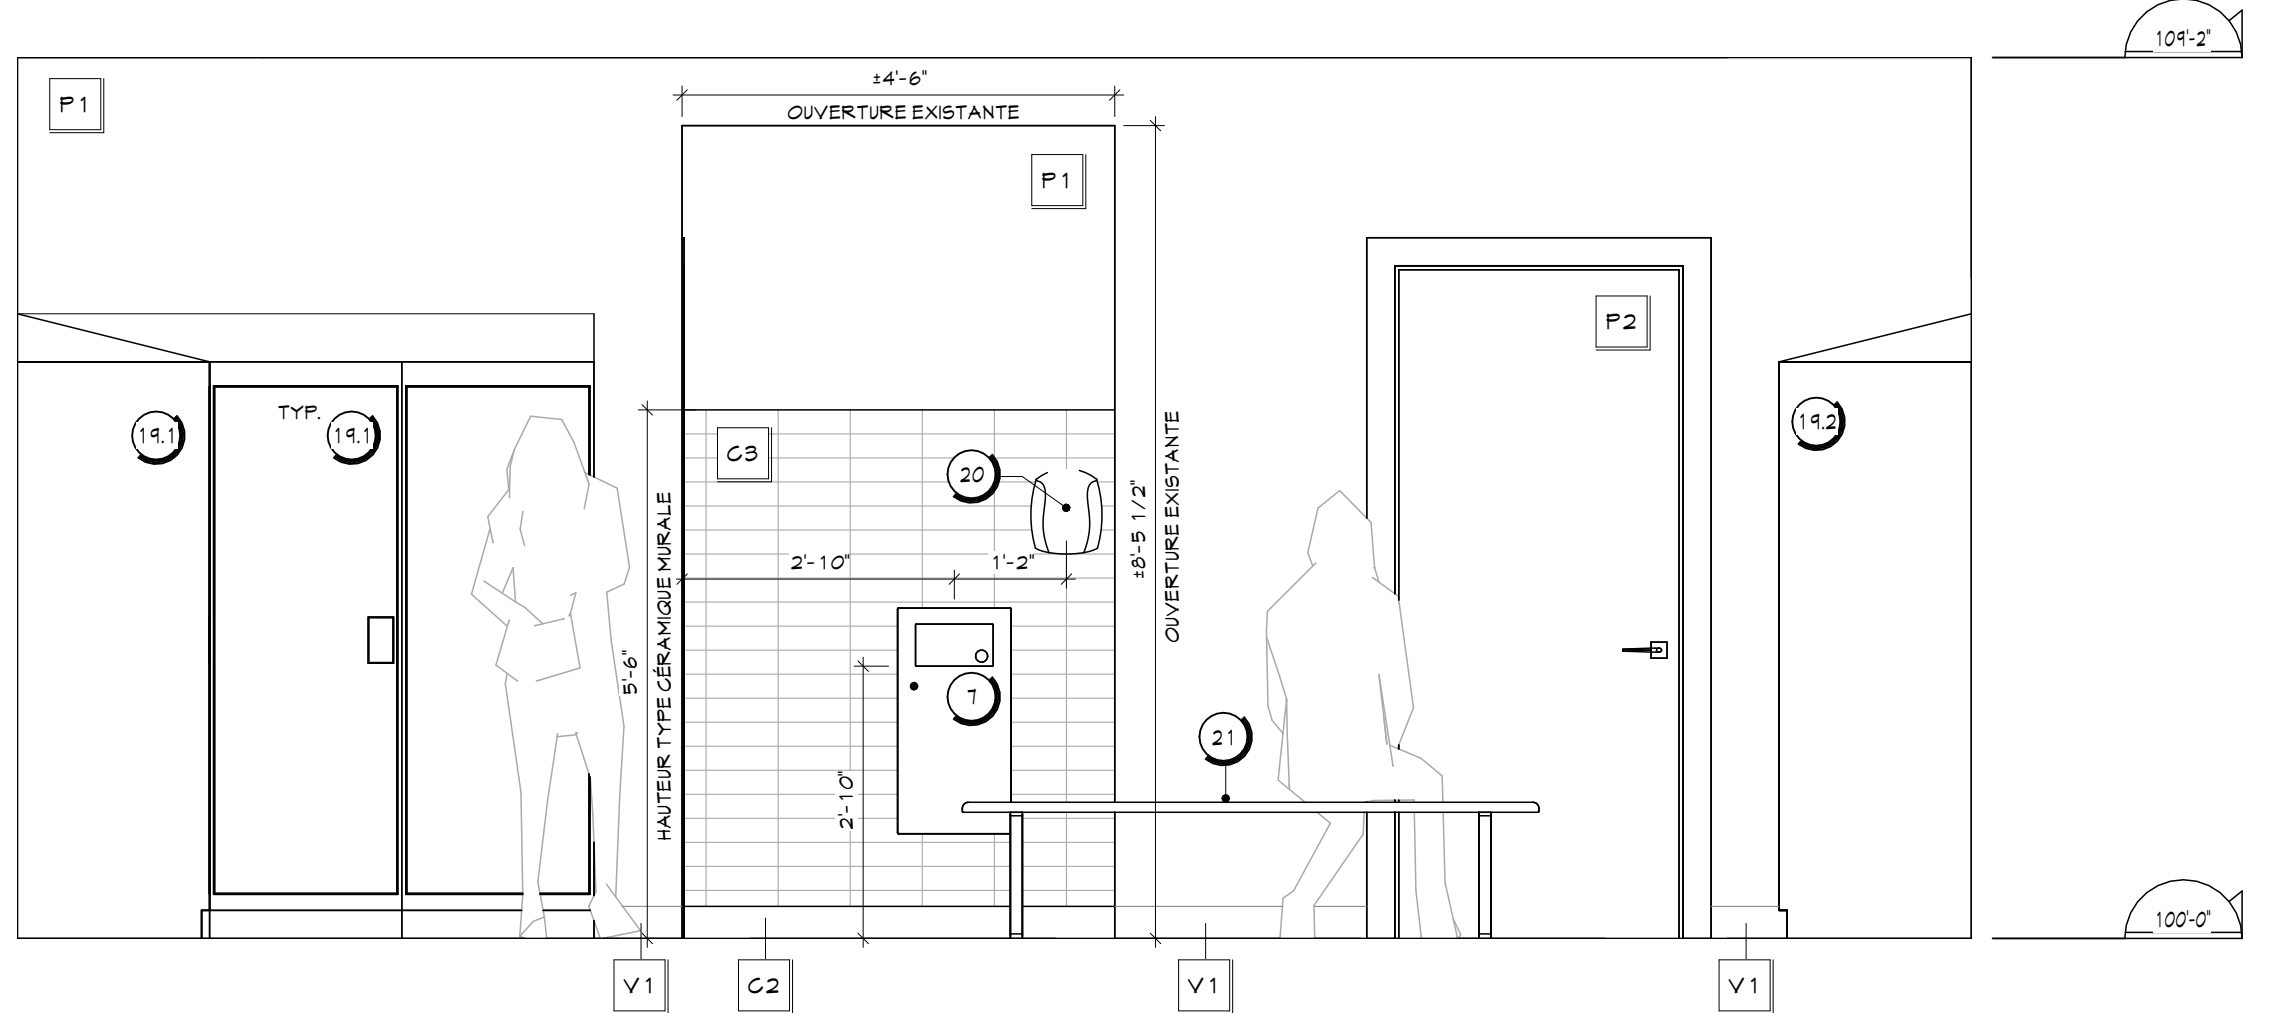 109'-2"
±4'-6"
P1
OUVERTURE EXISTANTE
P1
P2
TYP.
19.1
19.1
19.2
C3
20
±8'-5 1/2"
OUVERTURE EXISTANTE
2'-10"
1'-2"
5'-6"
HAUTEUR TYPE CÉRAMIQUE MURALE
7
21
2'-10"
100'-0"
V1
C2
V1
V1